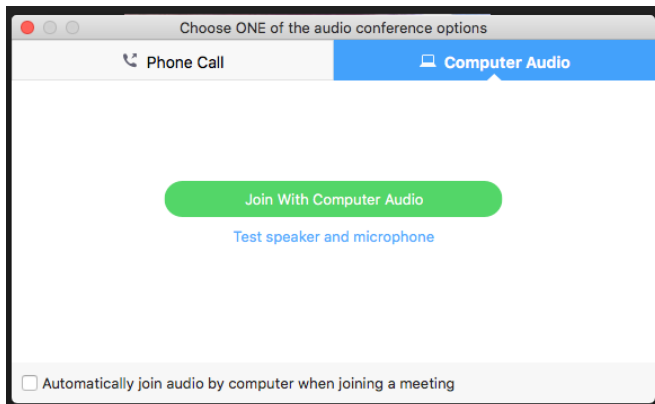 Choose ONE of the audio conference options
Phone Call
Computer Audio
Join With Computer Audio
Test speaker and microphone
Automatically join audio by computer when joining a meeting